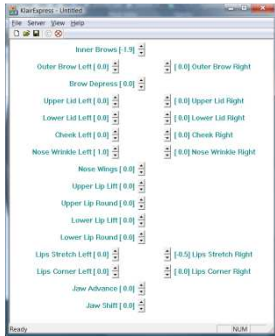 KlairExpress - Untitled
File Server View Help
Inner Brows [-1.9]
Outer Brow Left [ 0.0] [ 0.0] Outer Brow Right
Brow Depress [ 0.0]
Upper Lid Left [ 0.0] [ 0.0] Upper Lid Right
Lower Lid Left [ 0.0] [ 0.0] Lower Lid Right
Cheek Left [ 0.0] [ 0.0] Cheek Right
Nose Wrinkle Left [ 1.0] [ 0.0] Nose Wrinkle Right
Nose Wings [ 0.0]
Upper Lip Lift [ 0.0]
Upper Lip Round [ 0.0]
Lower Lip Lift [ 0.0]
Lower Lip Round [ 0.0]
Lips Stretch Left [ 0.0] [-0.5] Lips Stretch Right
Lips Corner Left [ 0.0] [ 0.0] Lips Corner Right
Jaw Advance [ 0.0]
Jaw Shift [ 0.0]
Ready NUM